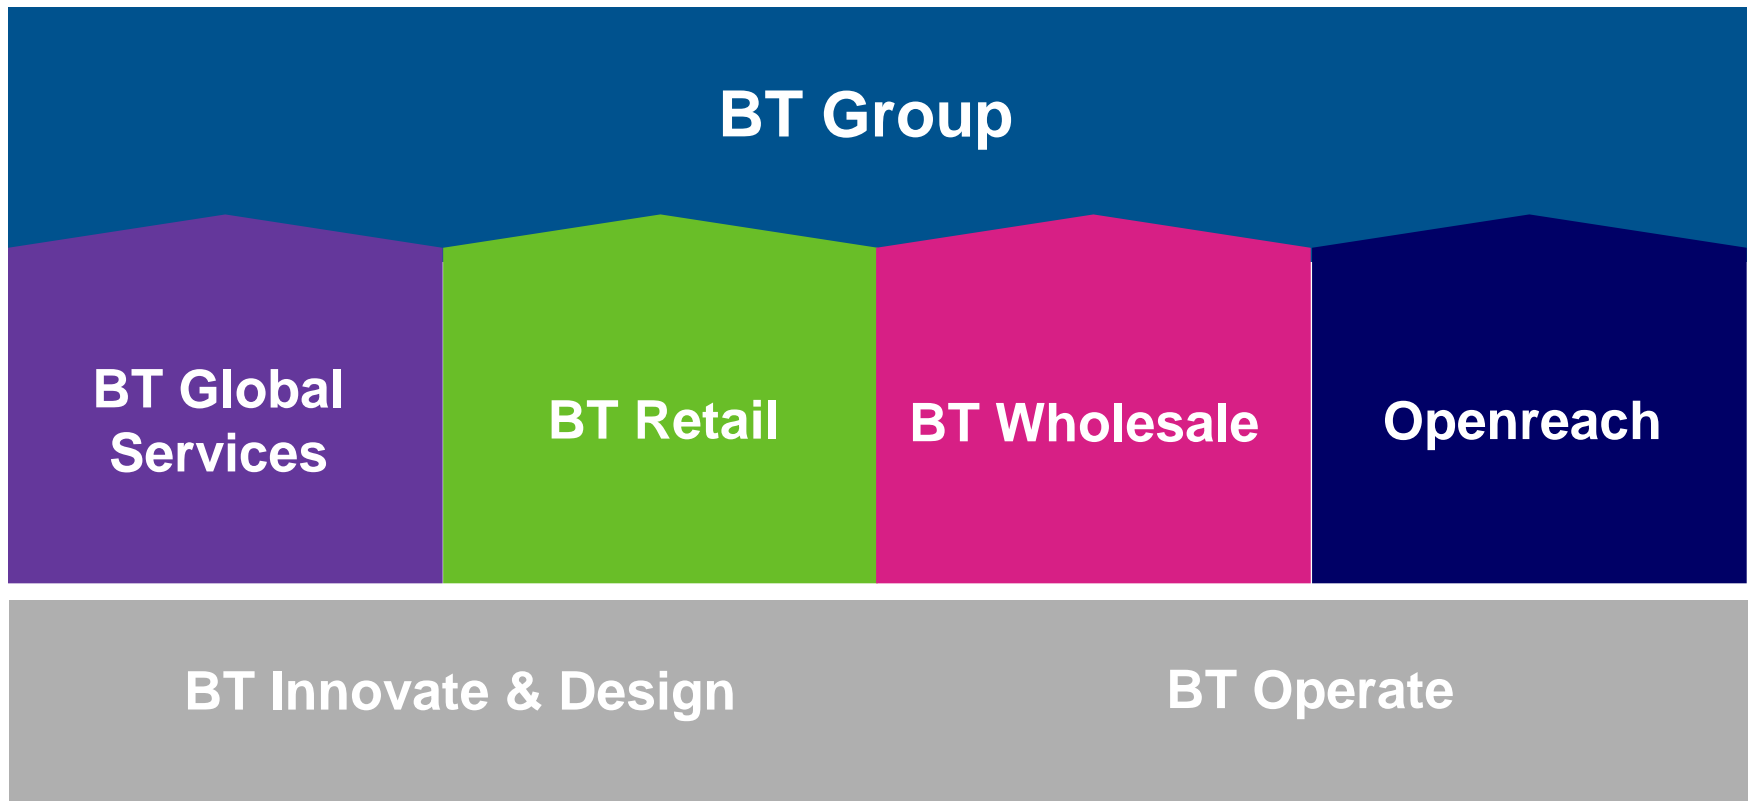 BT Group
BT Global
Services
BT Retail
BT Wholesale
Openreach
BT Innovate & Design
BT Operate